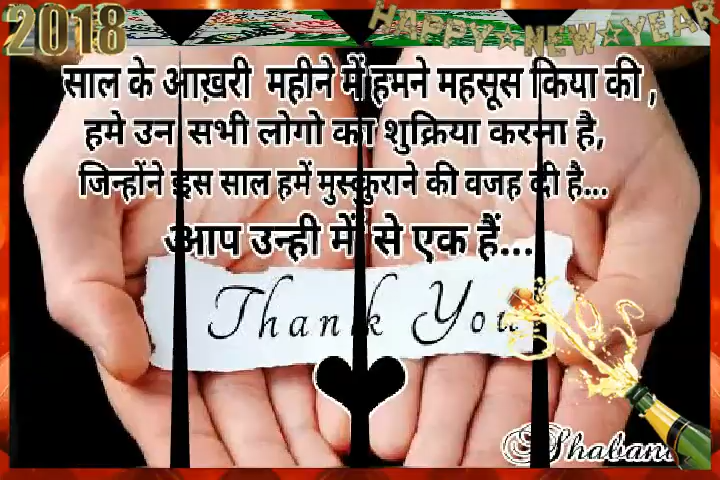 2018 HAPPY☆NEW☆YEAR
साल के आख़री महीने में हमने महसूस किया की ,
हमे उन सभी लोगो का शुक्रिया करना है,
जिन्होंने इस साल हमें मुस्कुराने की वजह दी है...
आप उन्ही में से एक हैं...
Thank You